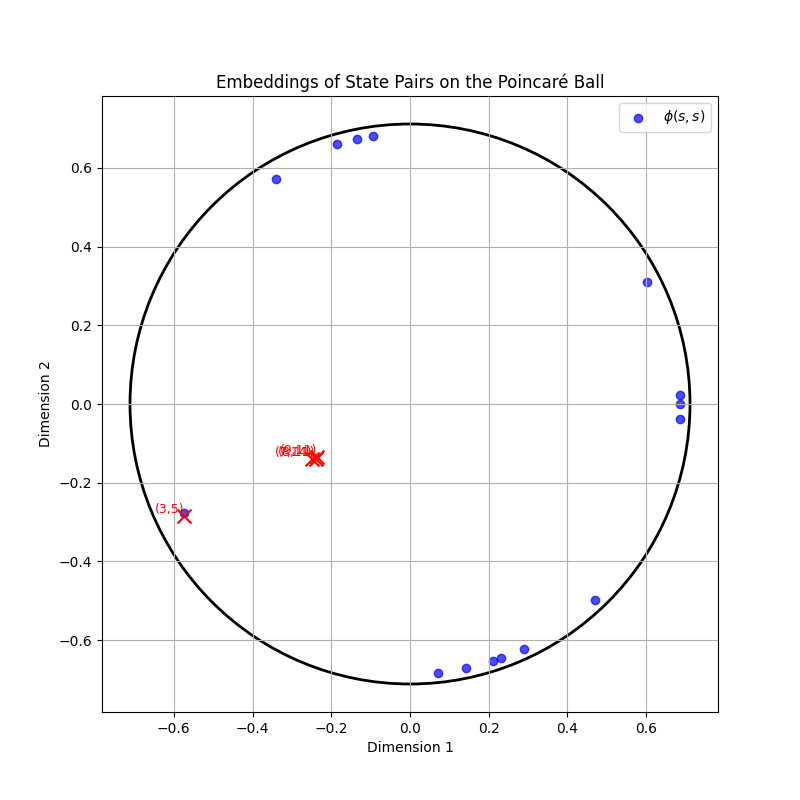 Embeddings of State Pairs on the Poincaré Ball
ϕ(s, s)
0.6
0.4
0.2
0.0
−0.2
−0.4
−0.6
Dimension 2
(9,11)
(3,5)
−0.6 −0.4 −0.2 0.0 0.2 0.4 0.6
Dimension 1